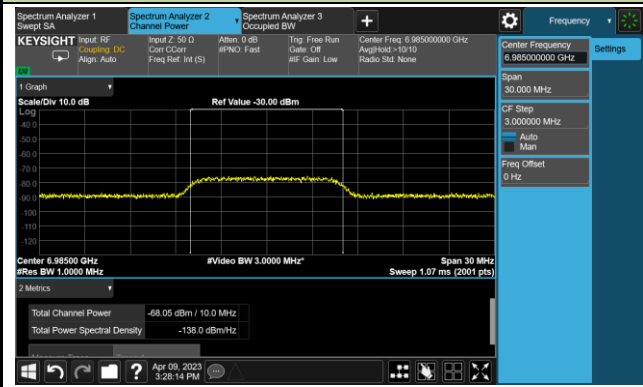 Spectrum Analyzer 1
Swept SA
Spectrum Analyzer 2
Channel Power
Spectrum Analyzer 3
Occupied BW
Frequency
KEYSIGHT
Input: RF
Coupling: DC
Align: Auto
Input Z: 50 Ω
Corr CCorr
Freq Ref: Int (S)
Atten: 0 dB
#PNO: Fast
Trig: Free Run
Gate: Off
#IF Gain: Low
Center Freq: 6.985000000 GHz
Avg|Hold:>10/10
Radio Std: None
Center Frequency
6.985000000 GHz
Settings
Span
30.000 MHz
CF Step
3.000000 MHz
Auto
Man
Freq Offset
0 Hz
1 Graph
Scale/Div 10.0 dB
Ref Value -30.00 dBm
Log
-40.0
-50.0
-60.0
-70.0
-80.0
-90.0
-100
-110
-120
Center 6.98500 GHz
#Video BW 3.0000 MHz*
Span 30 MHz
#Res BW 1.0000 MHz
Sweep 1.07 ms (2001 pts)
2 Metrics
Total Channel Power
-68.05 dBm / 10.0 MHz
Total Power Spectral Density
-138.0 dBm/Hz
?
Apr 09, 2023
3:28:14 PM